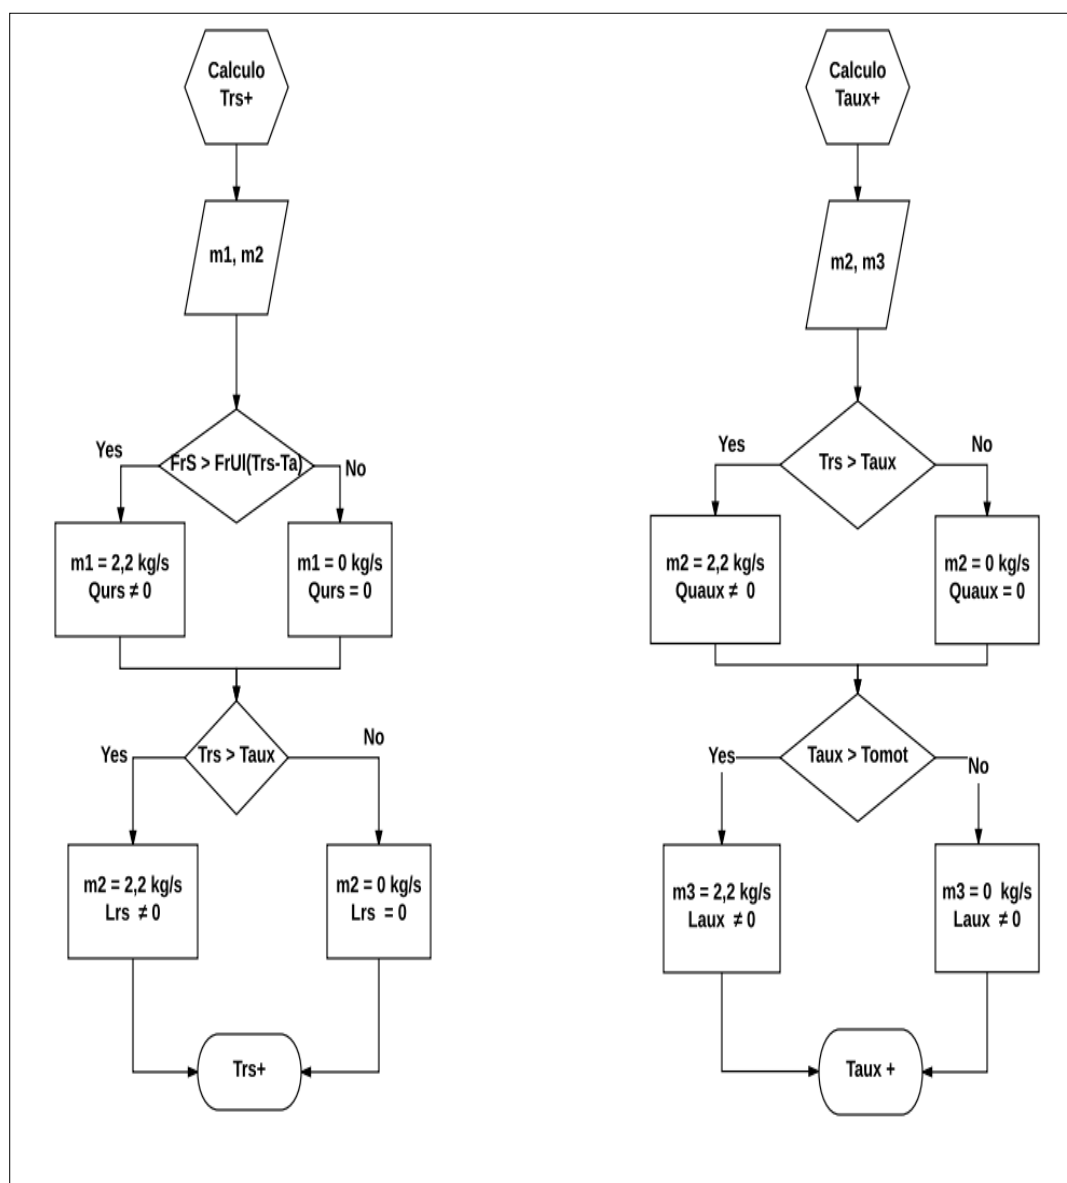 Calculo
Trs+
m1, m2
FrS > FrUl(Trs-Ta)
Yes
No
m1 = 2,2 kg/s
Qurs ≠ 0
m1 = 0 kg/s
Qurs = 0
Trs > Taux
Yes
No
m2 = 2,2 kg/s
Lrs ≠ 0
m2 = 0 kg/s
Lrs = 0
Trs+
Calculo
Taux+
m2, m3
Trs > Taux
Yes
No
m2 = 2,2 kg/s
Quaux ≠ 0
m2 = 0 kg/s
Quaux = 0
Taux > Tomot
Yes
No
m3 = 2,2 kg/s
Laux ≠ 0
m3 = 0 kg/s
Laux ≠ 0
Taux +